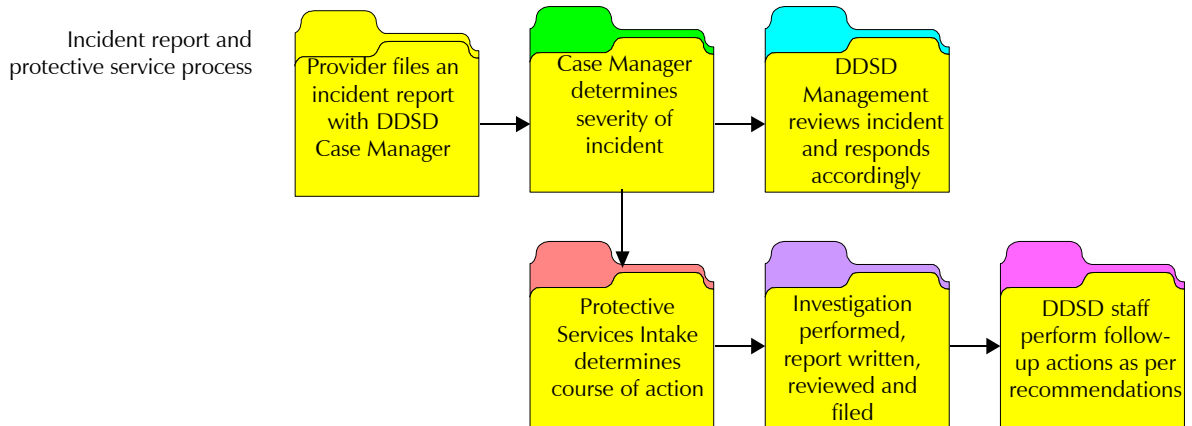 Incident report and
protective service process
Provider files an
incident report
with DDSD
Case Manager
Case Manager
determines
severity of
incident
DDSD
Management
reviews incident
and responds
accordingly
Protective
Services Intake
determines
course of action
Investigation
performed,
report written,
reviewed and
filed
DDSD staff
perform follow-
up actions as per
recommendations